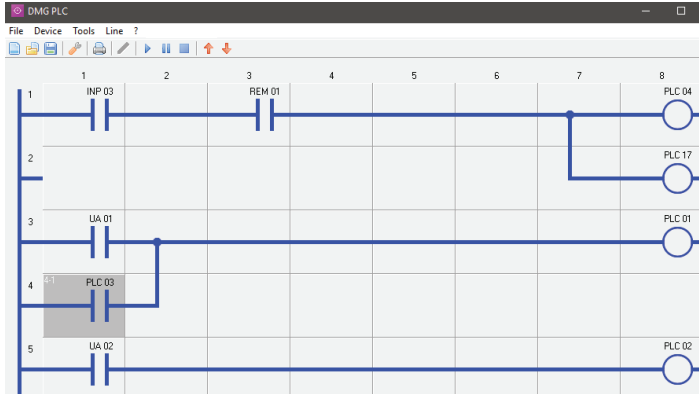 DMG PLC
File Device Tools Line ?
1 2 3 4 5 6 7 8
1 INP 03 REM 01 PLC 04
2 PLC 17
3 UA 01 PLC 01
4 4-1 PLC 03
5 UA 02 PLC 02